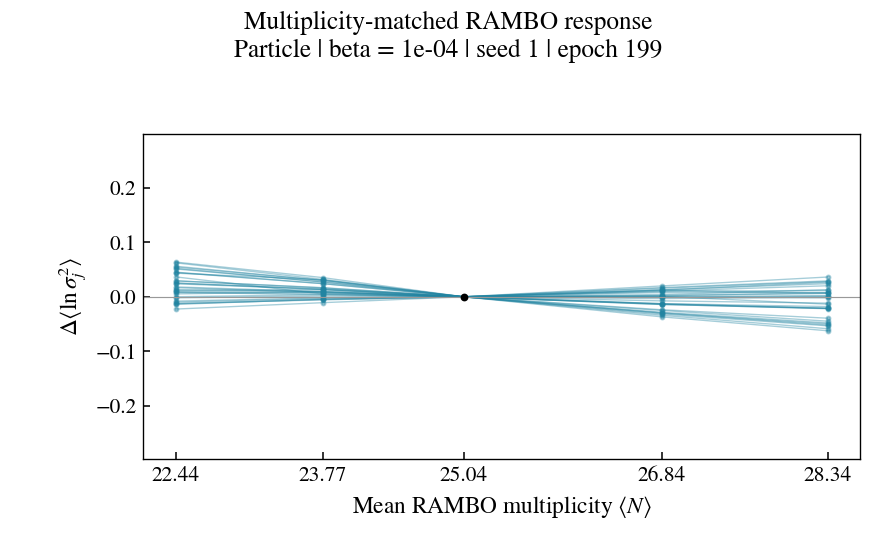 Multiplicity-matched RAMBO response
Particle | beta = 1e-04 | seed 1 | epoch 199
0.2
0.1
0.0
−0.1
−0.2
Δ⟨ln σ_j^2⟩
22.44 23.77 25.04 26.84 28.34
Mean RAMBO multiplicity ⟨N⟩